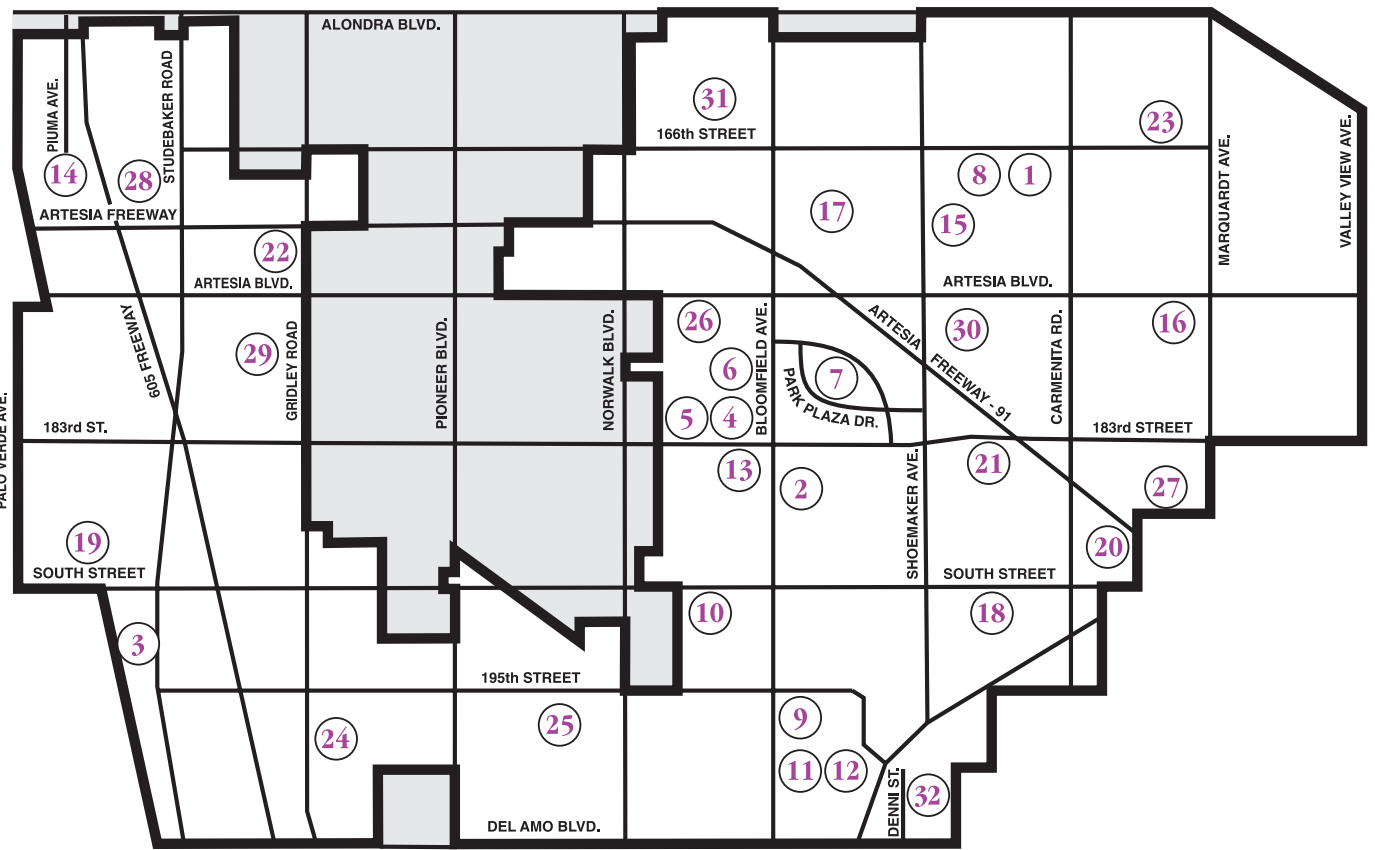 ALONDRA BLVD.
PIUMA AVE.
STUDEBAKER ROAD
31
166th STREET
23
MARQUARDT AVE.
VALLEY VIEW AVE.
14
28
8
1
ARTESIA FREEWAY
17
15
22
ARTESIA BLVD.
ARTESIA BLVD.
605 FREEWAY
29
GRIDLEY ROAD
PIONEER BLVD.
NORWALK BLVD.
26
BLOOMFIELD AVE.
ARTESIA FREEWAY - 91
30
CARMENITA RD.
16
6
7
PARK PLAZA DR.
5
4
PALO VERDE AVE.
183rd ST.
183rd STREET
13
2
SHOEMAKER AVE.
21
27
19
20
SOUTH STREET
SOUTH STREET
3
10
18
195th STREET
24
25
9
11
12
DENNI ST.
32
DEL AMO BLVD.